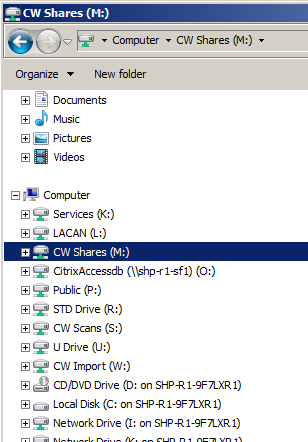 CW Shares (M:)
Computer
CW Shares (M:)
Organize
New folder
Documents
Music
Pictures
Videos
Computer
Services (K:)
LACAN (L:)
CW Shares (M:)
CitrixAccessdb (\\shp-r1-sf1) (O:)
Public (P:)
STD Drive (R:)
CW Scans (S:)
U Drive (U:)
CW Import (W:)
CD/DVD Drive (D: on SHP-R1-9F7LXR1)
Local Disk (C: on SHP-R1-9F7LXR1)
Network Drive (I: on SHP-R1-9F7LXR1)
Network Drive (K: on SHP-R1-9F7LXR1)